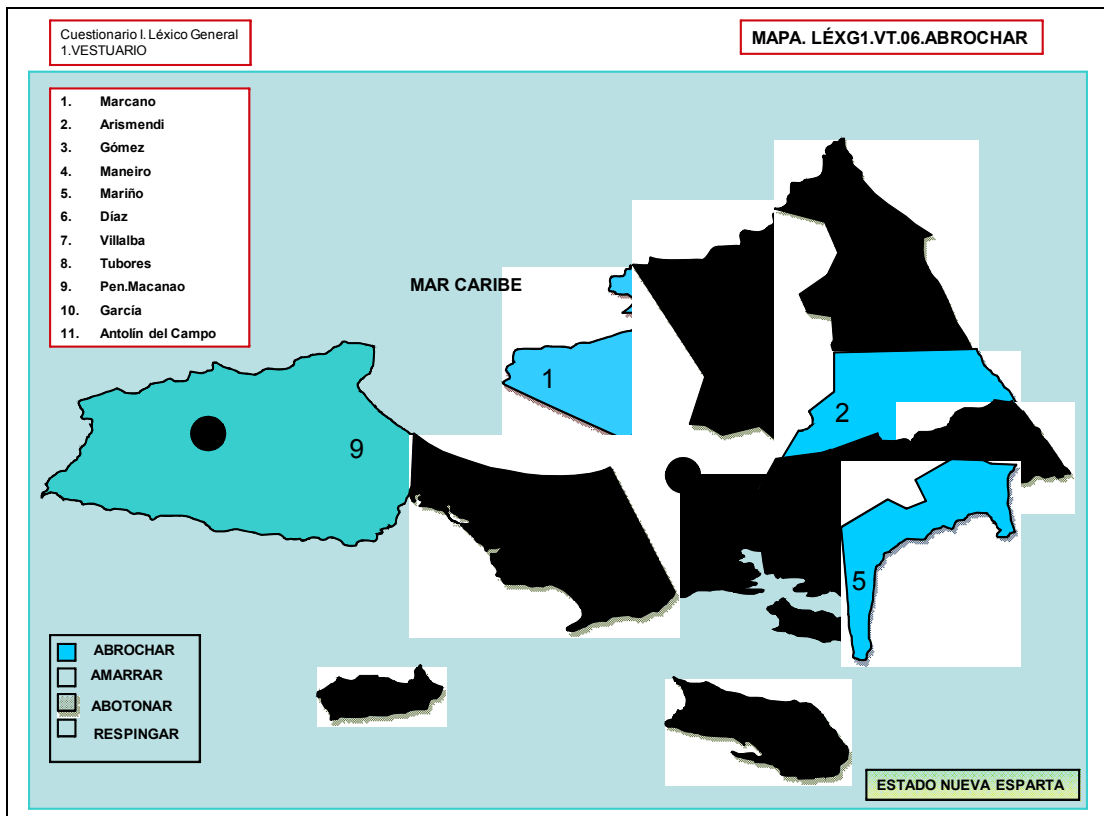 Cuestionario I. Léxico General
1.VESTUARIO
MAPA. LÉXG1.VT.06.ABROCHAR
1. Marcano
2. Arismendi
3. Gómez
4. Maneiro
5. Mariño
6. Díaz
7. Villalba
8. Tubores
9. Pen.Macanao
10. García
11. Antolín del Campo
MAR CARIBE
1
2
9
5
ABROCHAR
AMARRAR
ABOTONAR
RESPINGAR
ESTADO NUEVA ESPARTA